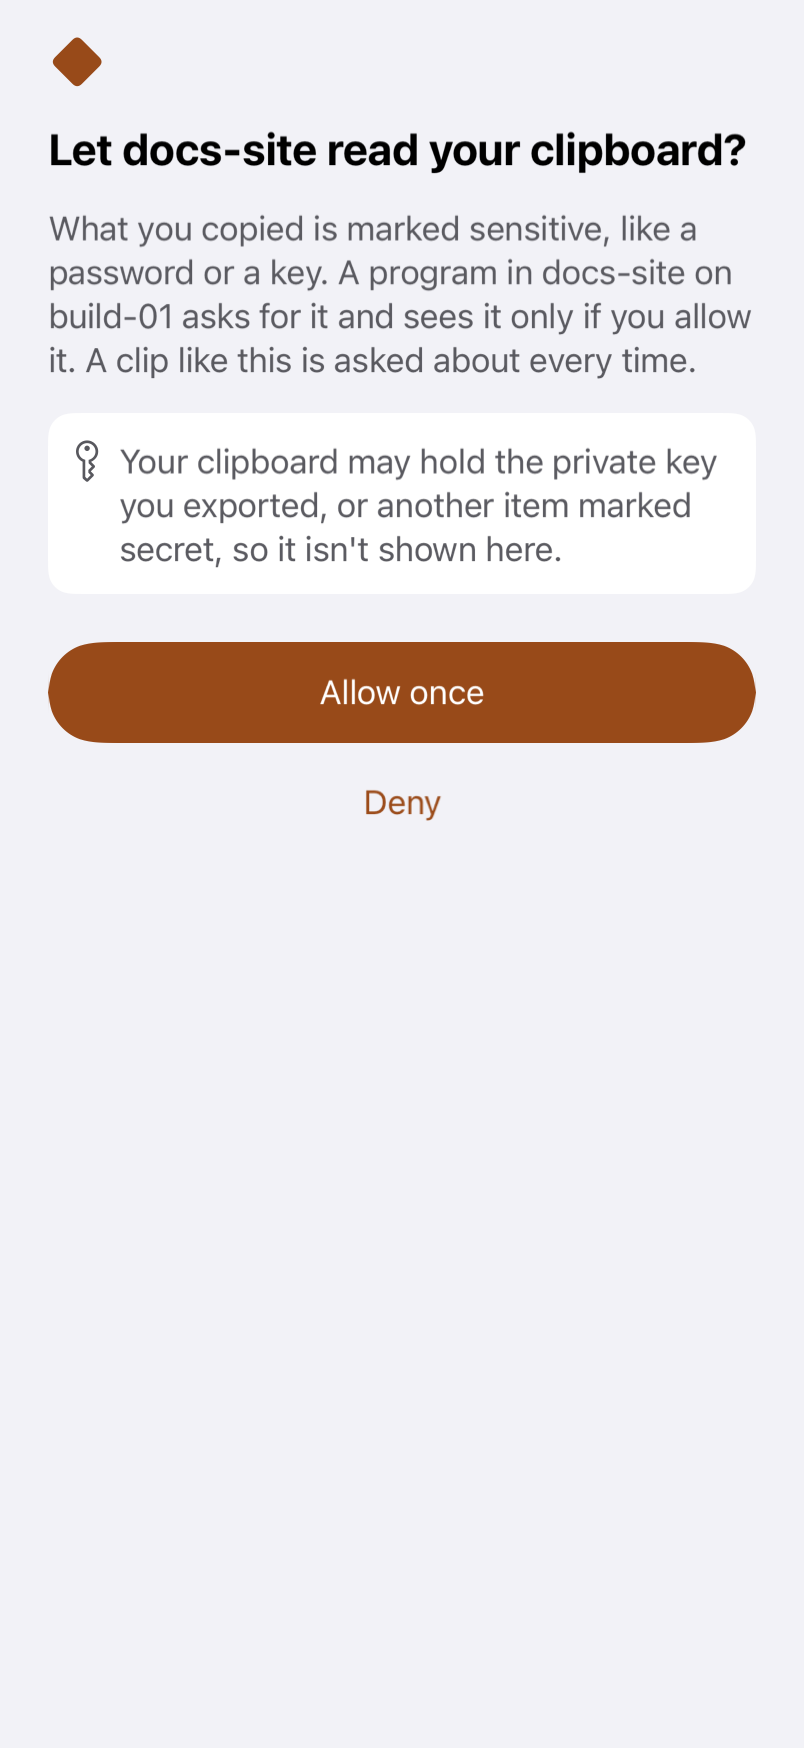 Let docs-site read your clipboard?
What you copied is marked sensitive, like a
password or a key. A program in docs-site on
build-01 asks for it and sees it only if you allow
it. A clip like this is asked about every time.
Your clipboard may hold the private key
you exported, or another item marked
secret, so it isn't shown here.
Allow once
Deny